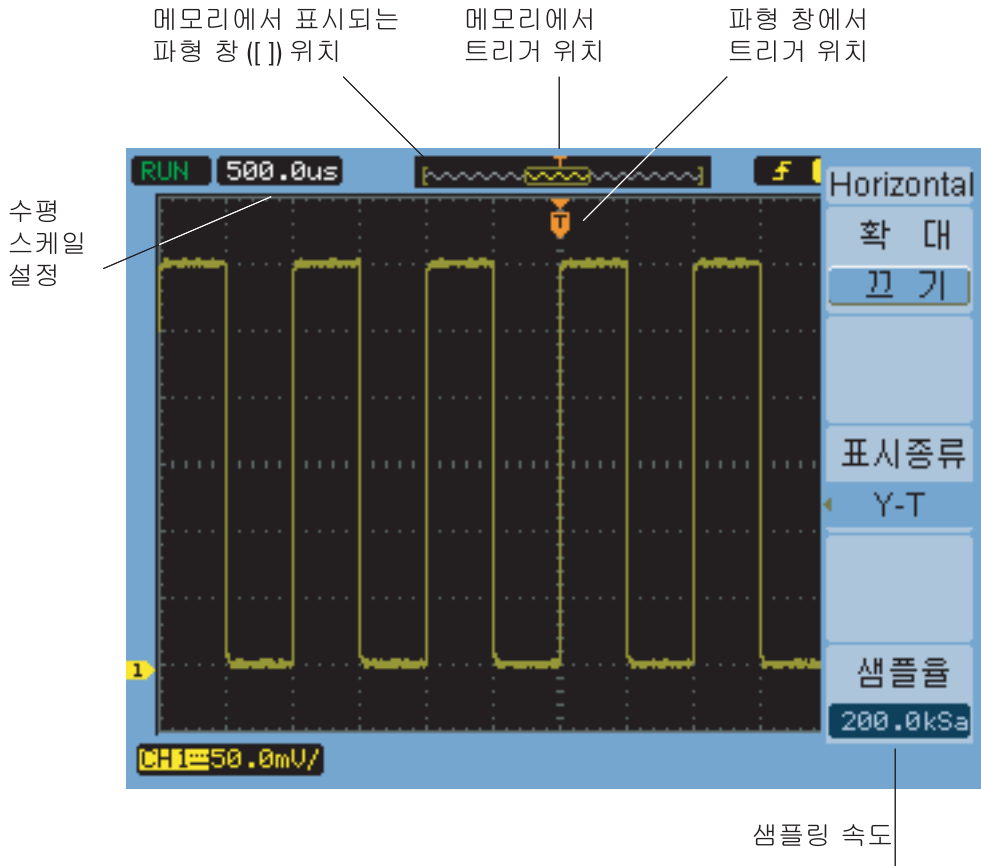 메모리에서 표시되는
파형 창 ([ ]) 위치
메모리에서
트리거 위치
파형 창에서
트리거 위치
수평
스케일
설정
RUN
500.0us
T
T
Horizontal
확 대
끄 기
표시종류
Y-T
샘플율
200.0kSa
1
CH1 50.0mV/
샘플링 속도